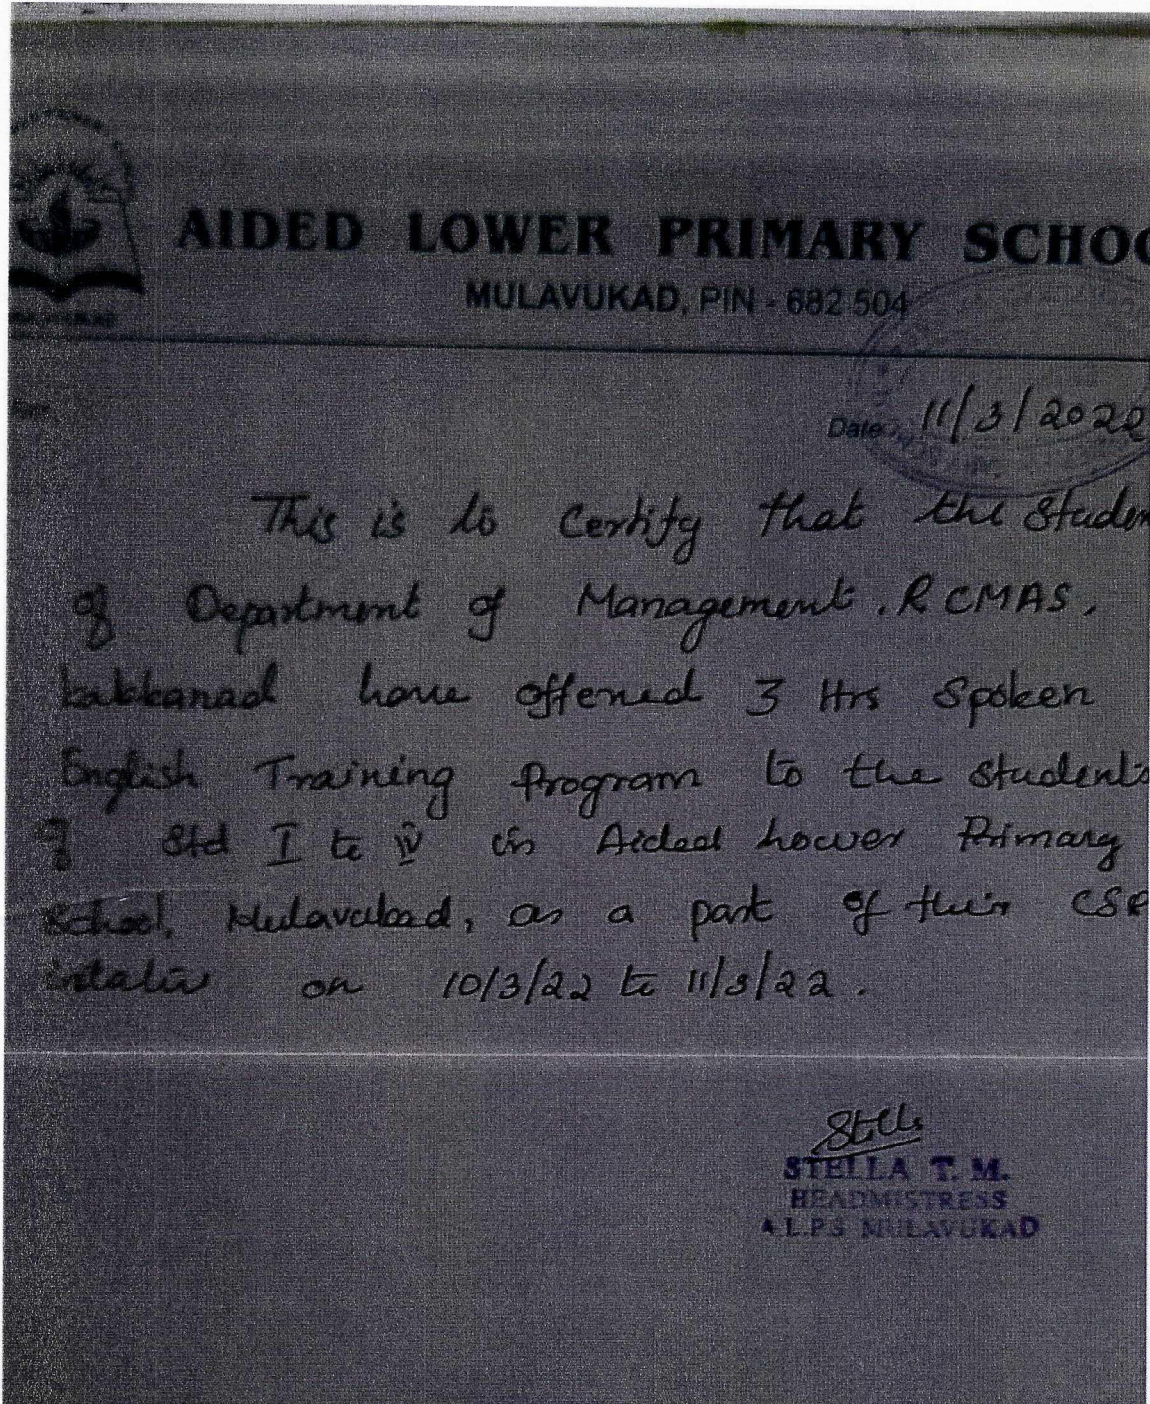 AIDED LOWER PRIMARY SCHOO
MULAVUKAD, PIN - 682 504
Date 11/3/2022
This is to Certify that the Studen
of Department of Management. RCMAS,
kakkanad have offered 3 Hrs Spoken
English Training Program to the students
of Std I to IV in Aided Lower Primary
School, Mulavukad, as a part of their CSR
on 10/3/22 to 11/3/22.
Stella
STELLA T. M.
HEADMISTRESS
A.L.P.S MULAVUKAD